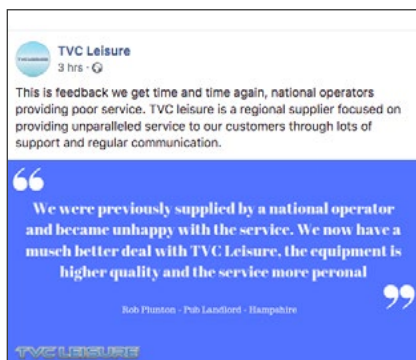 TVC LEISURE
TVC Leisure
3 hrs ·
This is feedback we get time and time again, national operators
providing poor service. TVC leisure is a regional supplier focused on
providing unparalleled service to our customers through lots of
support and regular communication.
“
We were previously supplied by a national operator
and became unhappy with the service. We now have a
musch better deal with TVC Leisure, the equipment is
higher quality and the service more peronal
”
Rob Plunton - Pub Landlord - Hampshire
TVC LEISURE